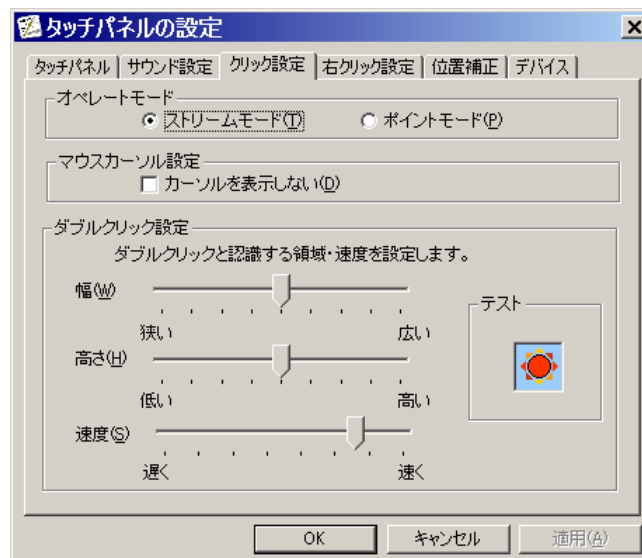 タッチパネルの設定
タッチパネル サウンド設定 クリック設定 右クリック設定 位置補正 デバイス
オペレートモード
ストリームモード(T) ポイントモード(P)
マウスカーソル設定
カーソルを表示しない(D)
ダブルクリック設定
ダブルクリックと認識する領域・速度を設定します。
幅(W)
狭い 広い
テスト
高さ(H)
低い 高い
速度(S)
遅く 速く
OK キャンセル 適用(A)